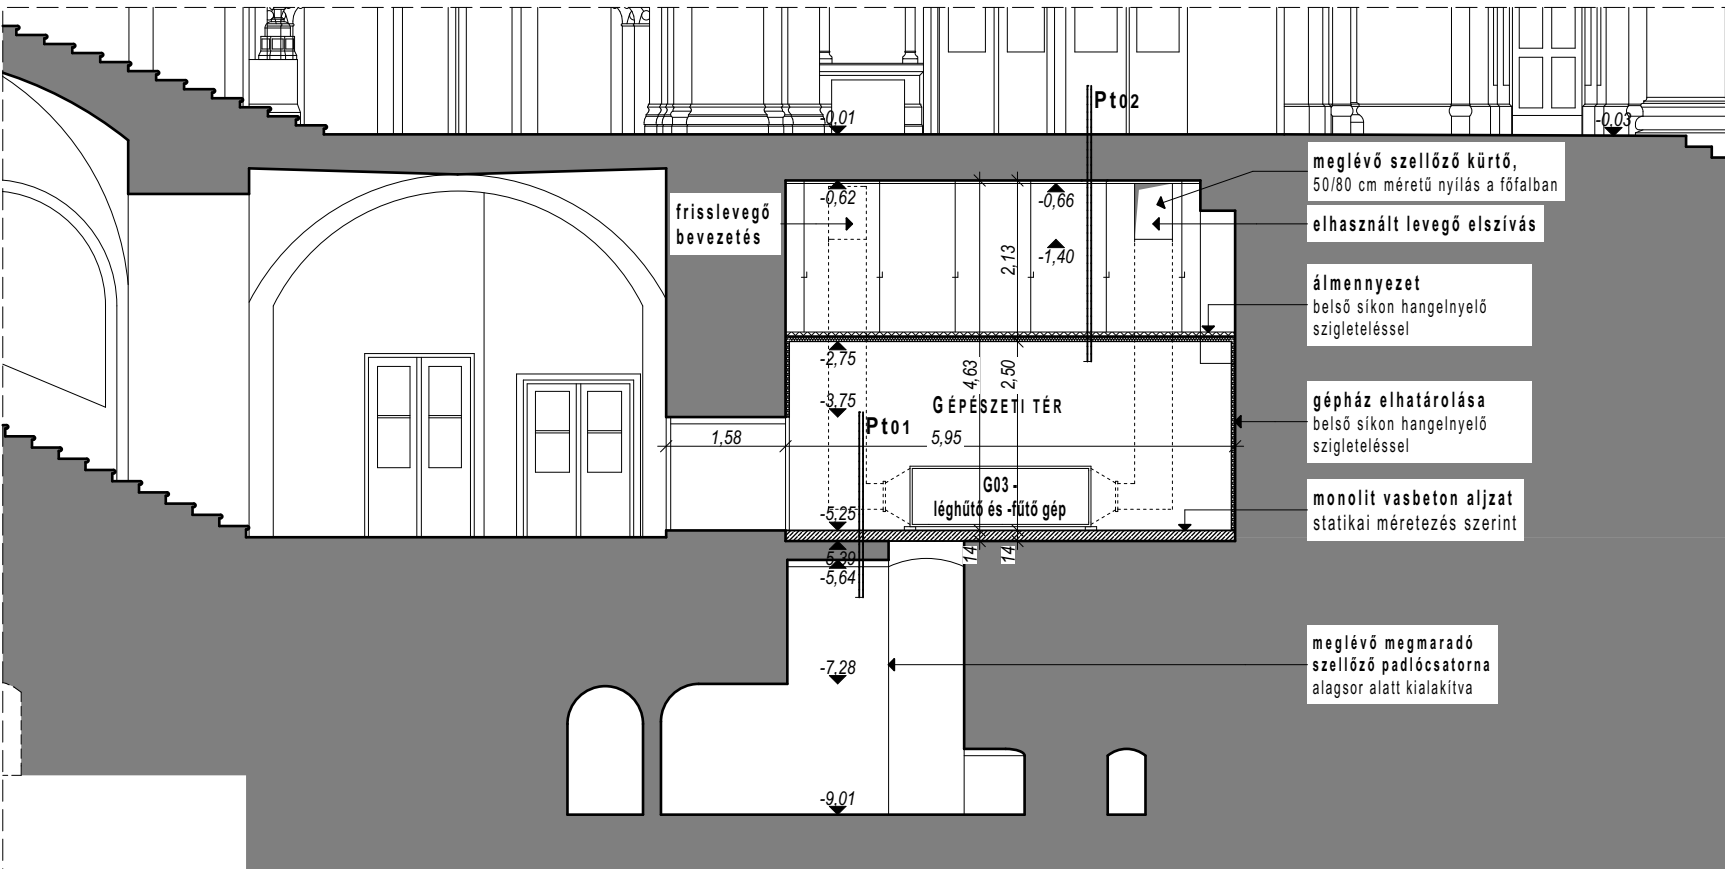 Pt02
-0,01
-0,03
meglévő szellőző kürtő,
50/80 cm méretű nyílás a főfalban
frisslevegő
bevezetés
-0,62
-0,66
elhasznált levegő elszívás
2,13
-1,40
álmennyezet
belső síkon hangelnyelő
szigeteléssel
-2,75
4,63
2,50
-3,75
GÉPÉSZETI TÉR
gépház elhatárolása
belső síkon hangelnyelő
szigeteléssel
Pt01
1,58
5,95
G03 -
léghűtő és -fűtő gép
monolit vasbeton aljzat
statikai méretezés szerint
-5,25
14
14
-5,39
-5,64
meglévő megmaradó
szellőző padlócsatorna
alagsor alatt kialakítva
-7,28
-9,01